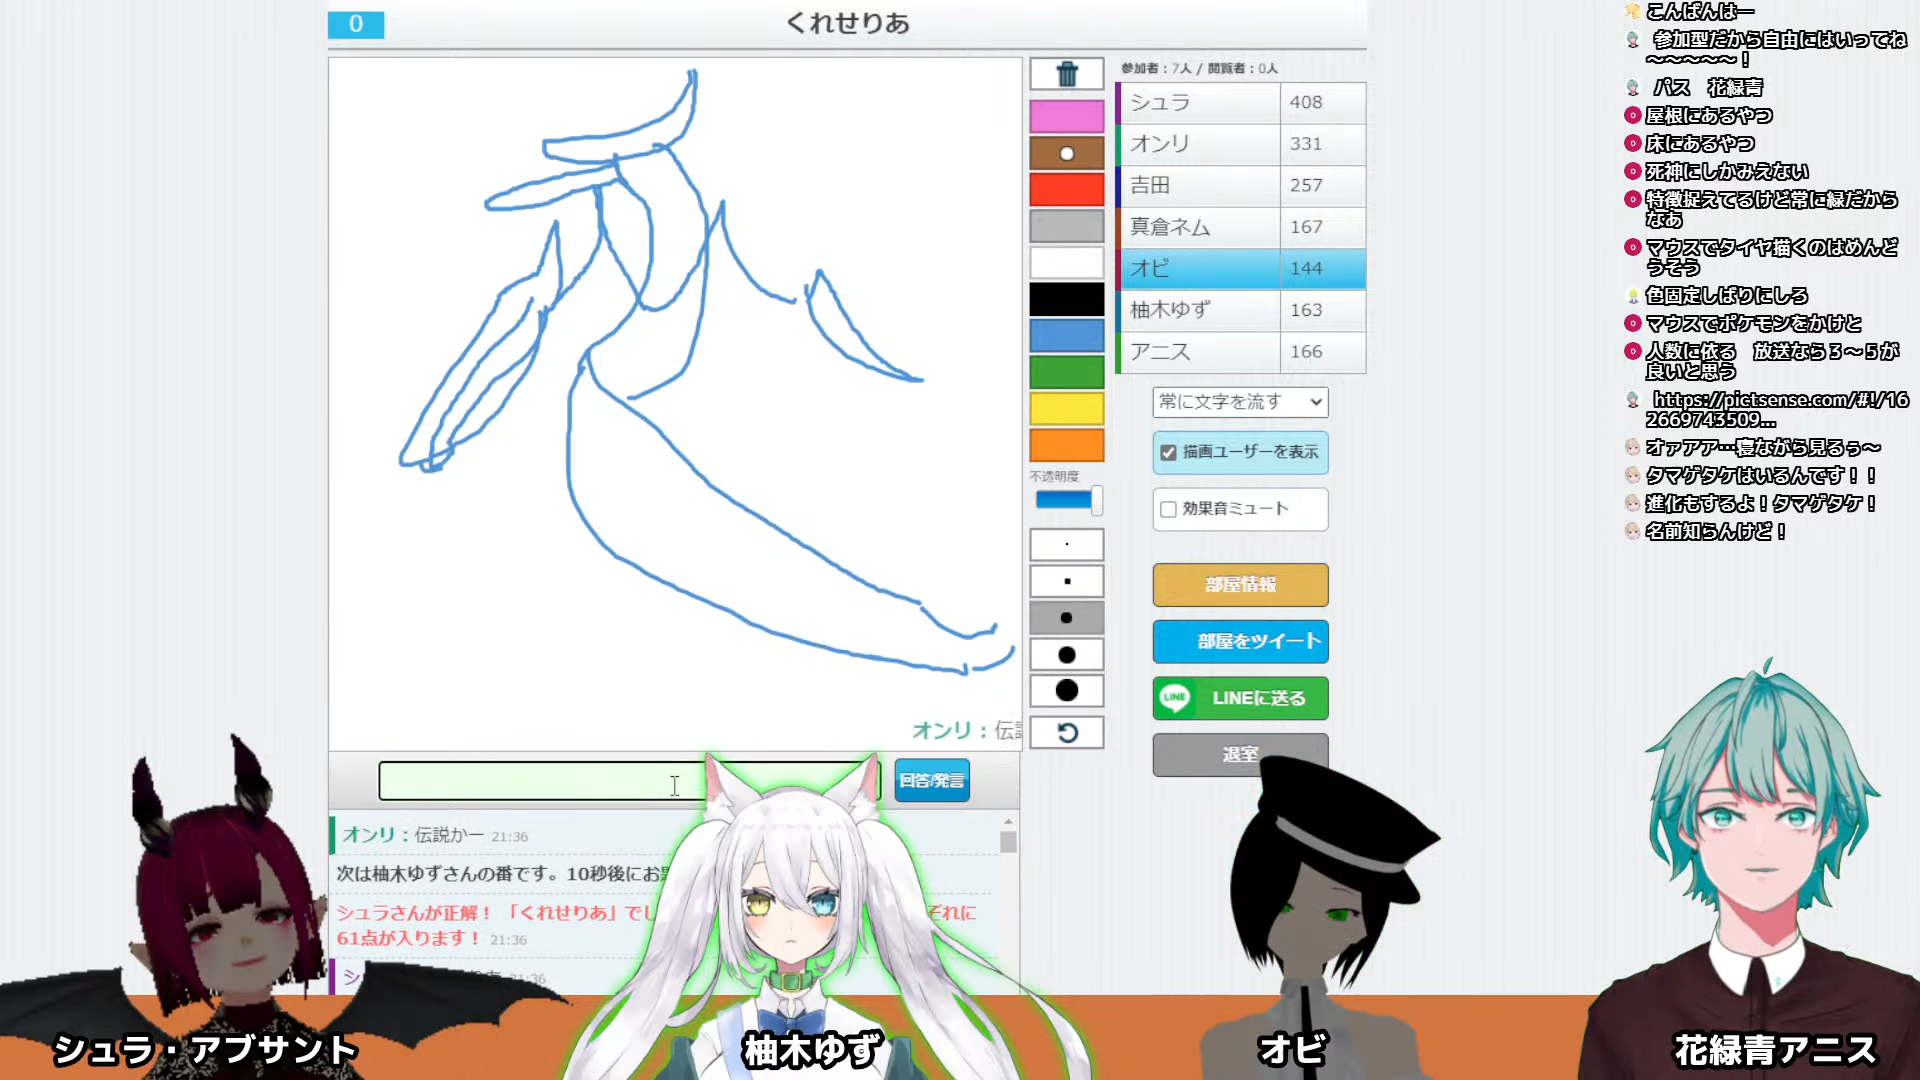 0
くれせりあ
参加者：7人 / 閲覧者：0人
シュラ 408
オンリ 331
吉田 257
真倉ネム 167
オビ 144
柚木ゆず 163
アニス 166
常に文字を流す
描画ユーザーを表示
効果音ミュート
不透明度
部屋情報
部屋をツイート
LINE
LINEに送る
退室
オンリ：伝
回答/発言
オンリ：伝説かー 21:36
次は柚木ゆずさんの番です。10秒後にお
シュラさんが正解！「くれせりあ」でし
ぞれに
61点が入ります！ 21:36
シ
21:36
こんばんはー
参加型だから自由にはいってね
～～～～～！
パス 花緑青
屋根にあるやつ
床にあるやつ
死神にしかみえない
特徴捉えてるけど常に緑だから
なあ
マウスでタイヤ描くのはめんど
うそう
色固定しばりにしろ
マウスでポケモンをかけと
人数に依る 放送なら３～５が
良いと思う
https://pictsense.com/#!/16
26697​43509...
オァアア…寝ながら見るぅ～
タマゲタケはいるんです！！
進化もするよ！タマゲタケ！
名前知らんけど！
シュラ・アブサント
柚木ゆず
オビ
花緑青アニス